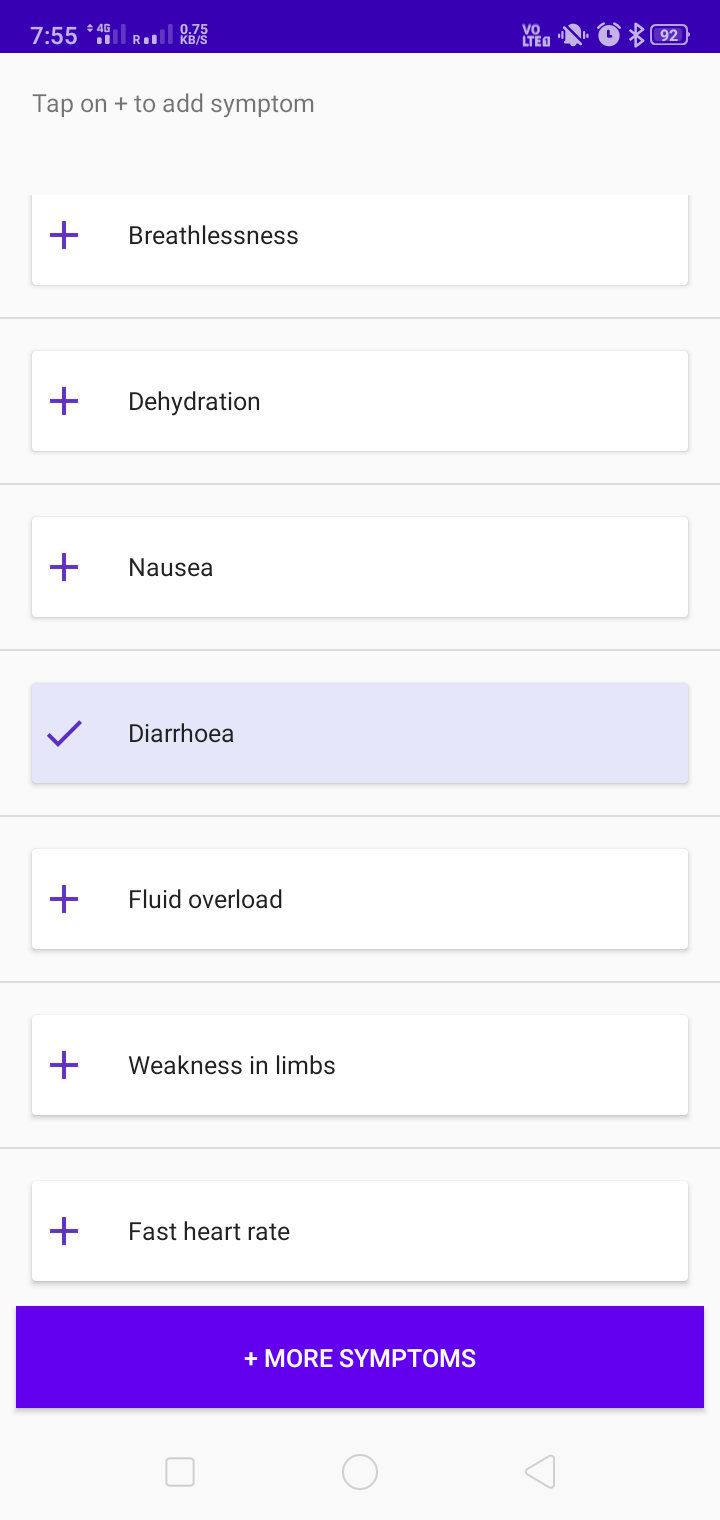 7:55 4G R 0.75 KB/S VO LTE 92
Tap on + to add symptom
+ Breathlessness
+ Dehydration
+ Nausea
Diarrhoea
+ Fluid overload
+ Weakness in limbs
+ Fast heart rate
+ MORE SYMPTOMS